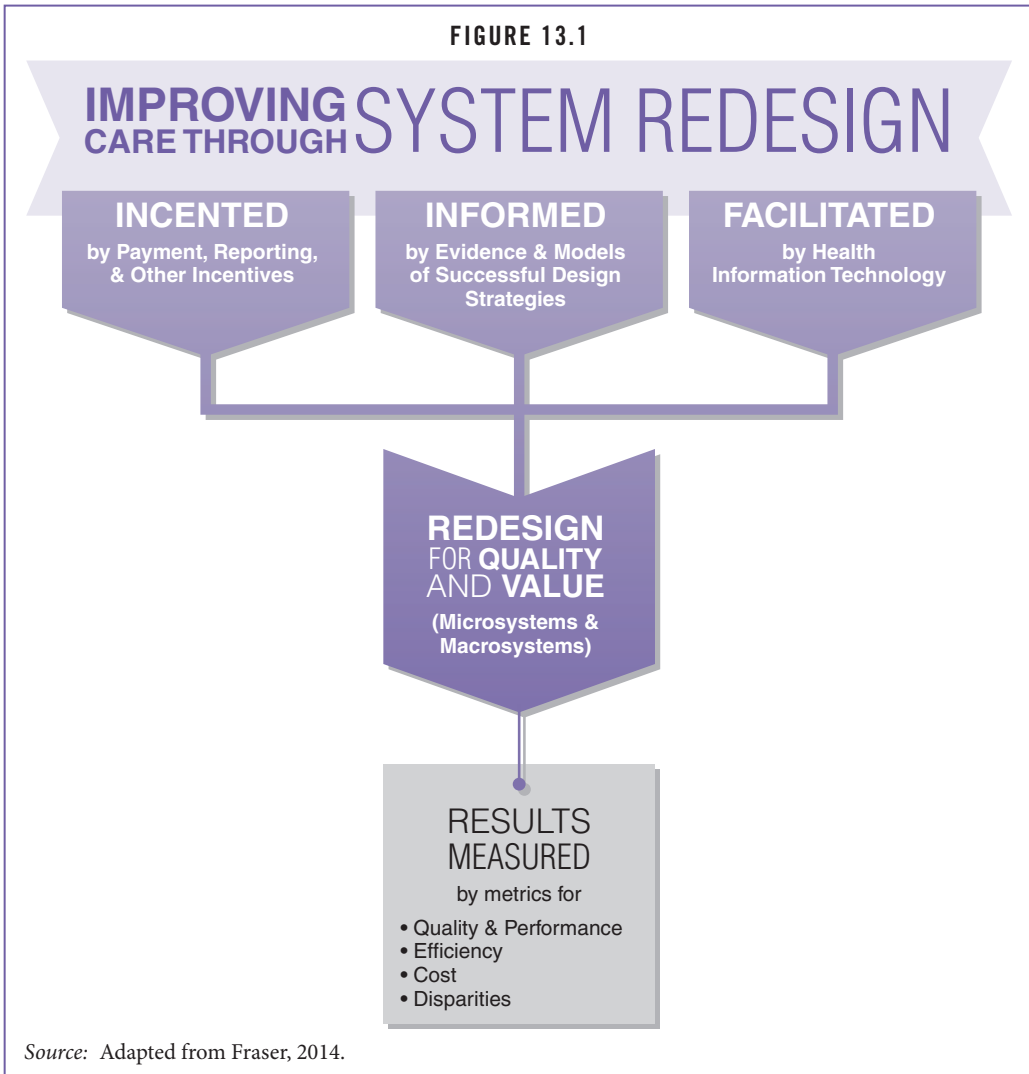 FIGURE 13.1
IMPROVING
CARE THROUGH SYSTEM REDESIGN
INCENTED
by Payment, Reporting,
& Other Incentives
INFORMED
by Evidence & Models
of Successful Design
Strategies
FACILITATED
by Health
Information Technology
REDESIGN
FOR QUALITY
AND VALUE
(Microsystems &
Macrosystems)
RESULTS
MEASURED
by metrics for
• Quality & Performance
• Efficiency
• Cost
• Disparities
Source: Adapted from Fraser, 2014.